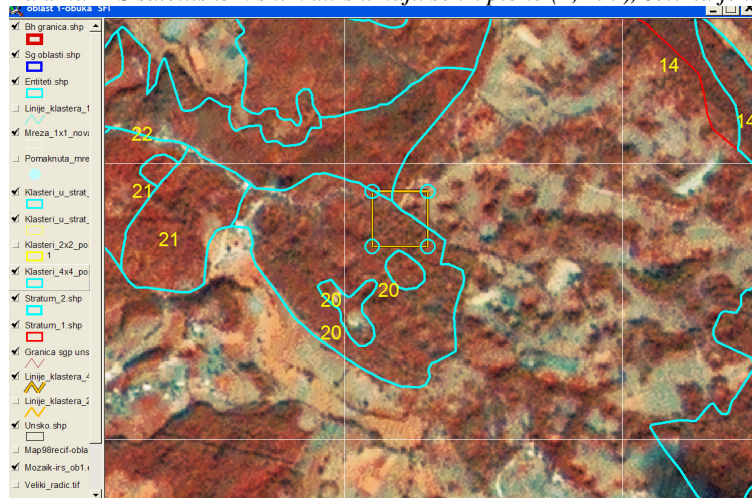 oblast 1-obuka SFI
Bh granica.shp
Sg oblasti.shp
Entiteti.shp
Linije_klastera_1
Mreza_1x1_nova
Pomaknuta_mre
Klasteri_u_strat_
Klasteri_u_strat_
Klasteri_2x2_po
1
Klasteri_4x4_po
Stratum_2.shp
Stratum_1.shp
Granica sgp uns
Linije_klastera_4
Linije_klastera_2
Unsko.shp
Map98recif-obla
Mozaik-irs_ob1.
Veliki_radic.tif
14
14
22
21
21
20
20
20